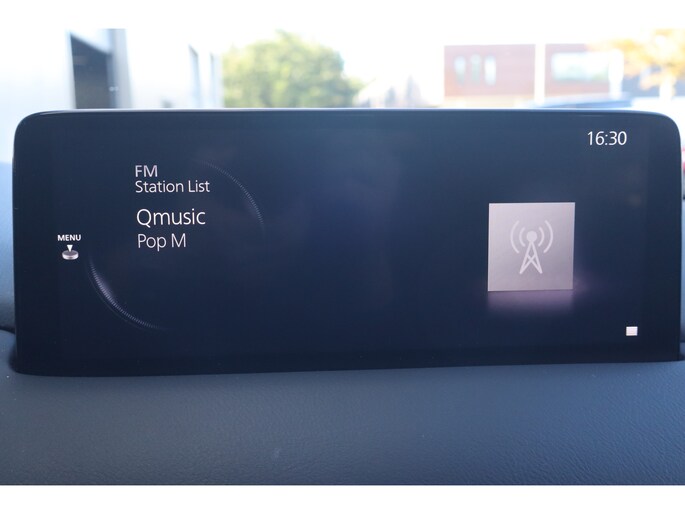 16:30
FM
Station List
Qmusic
Pop M
MENU